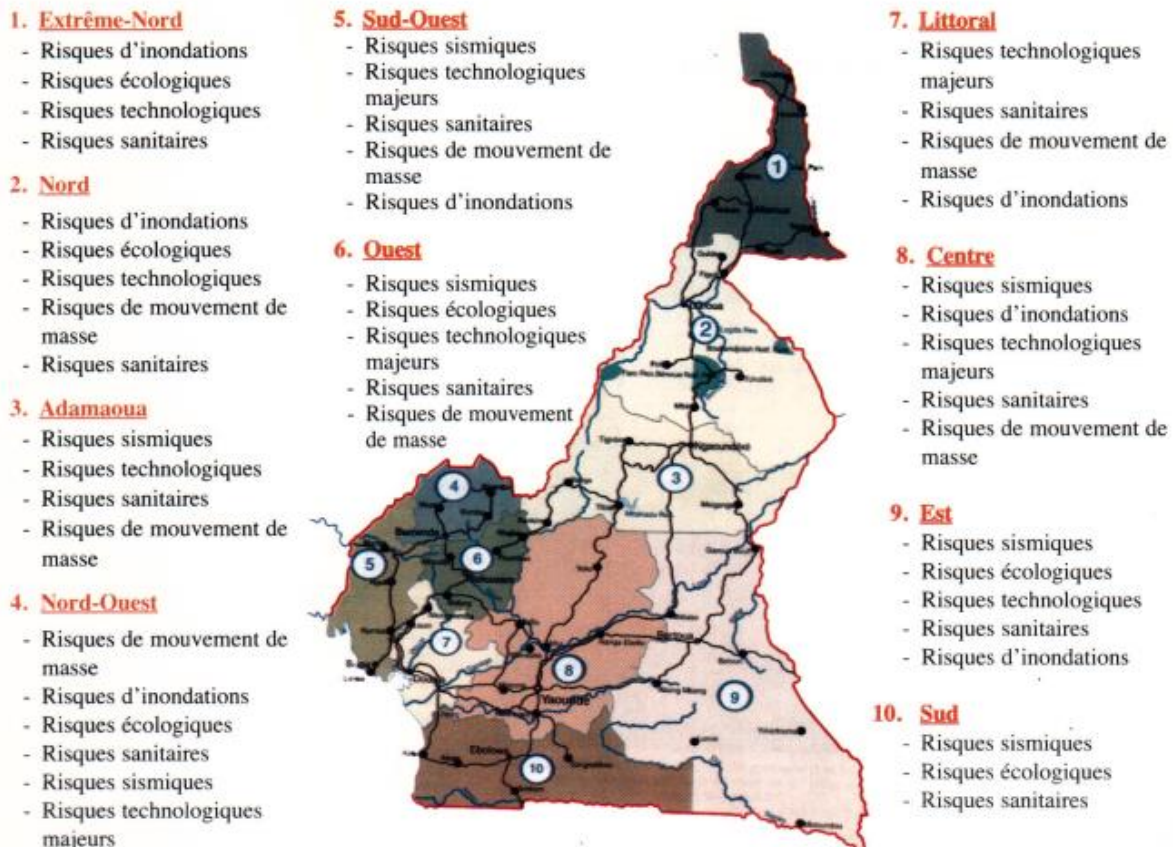 1. Extrême-Nord
- Risques d'inondations
- Risques écologiques
- Risques technologiques
- Risques sanitaires
2. Nord
- Risques d'inondations
- Risques écologiques
- Risques technologiques
- Risques de mouvement de
masse
- Risques sanitaires
3. Adamaoua
- Risques sismiques
- Risques technologiques
- Risques sanitaires
- Risques de mouvement de
masse
4. Nord-Ouest
- Risques de mouvement de
masse
- Risques d'inondations
- Risques écologiques
- Risques sanitaires
- Risques sismiques
- Risques technologiques
majeurs
5. Sud-Ouest
- Risques sismiques
- Risques technologiques
majeurs
- Risques sanitaires
- Risques de mouvement de
masse
- Risques d'inondations
6. Ouest
- Risques sismiques
- Risques écologiques
- Risques technologiques
majeurs
- Risques sanitaires
- Risques de mouvement
de masse
7. Littoral
- Risques technologiques
majeurs
- Risques sanitaires
- Risques de mouvement de
masse
- Risques d'inondations
8. Centre
- Risques sismiques
- Risques d'inondations
- Risques technologiques
majeurs
- Risques sanitaires
- Risques de mouvement de
masse
9. Est
- Risques sismiques
- Risques écologiques
- Risques technologiques
- Risques sanitaires
- Risques d'inondations
10. Sud
- Risques sismiques
- Risques écologiques
- Risques sanitaires
1
2
3
4
5
6
7
8
Yaoundé
9
Ebolowa
10